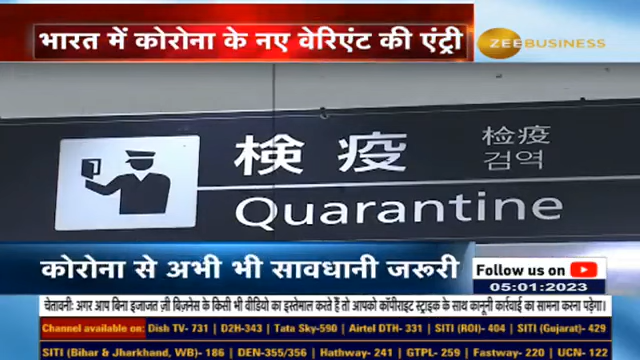 भारत में कोरोना के नए वेरिएंट की एंट्री
ZEEBUSINESS
検疫
检疫
검역
Quarantine
कोरोना से अभी भी सावधानी जरूरी
Follow us on
05:01:2023
चेतावनी: अगर आप बिना इजाजत ज़ी बिज़नेस के किसी भी वीडियो का इस्तेमाल करते हैं तो आपको कॉपीराइट स्ट्राइक के साथ कानूनी कार्रवाई का सामना करना पड़ेगा।
Channel available on: Dish TV- 731 | D2H-343 | Tata Sky-590 | Airtel DTH- 331 | SITI (ROI) - 404 | SITI (Gujarat)- 429
SITI (Bihar & Jharkhand, WB)- 186 | DEN-355/356 | Hathway- 241 | GTPL- 259 | Fastway- 220 | UCN- 122